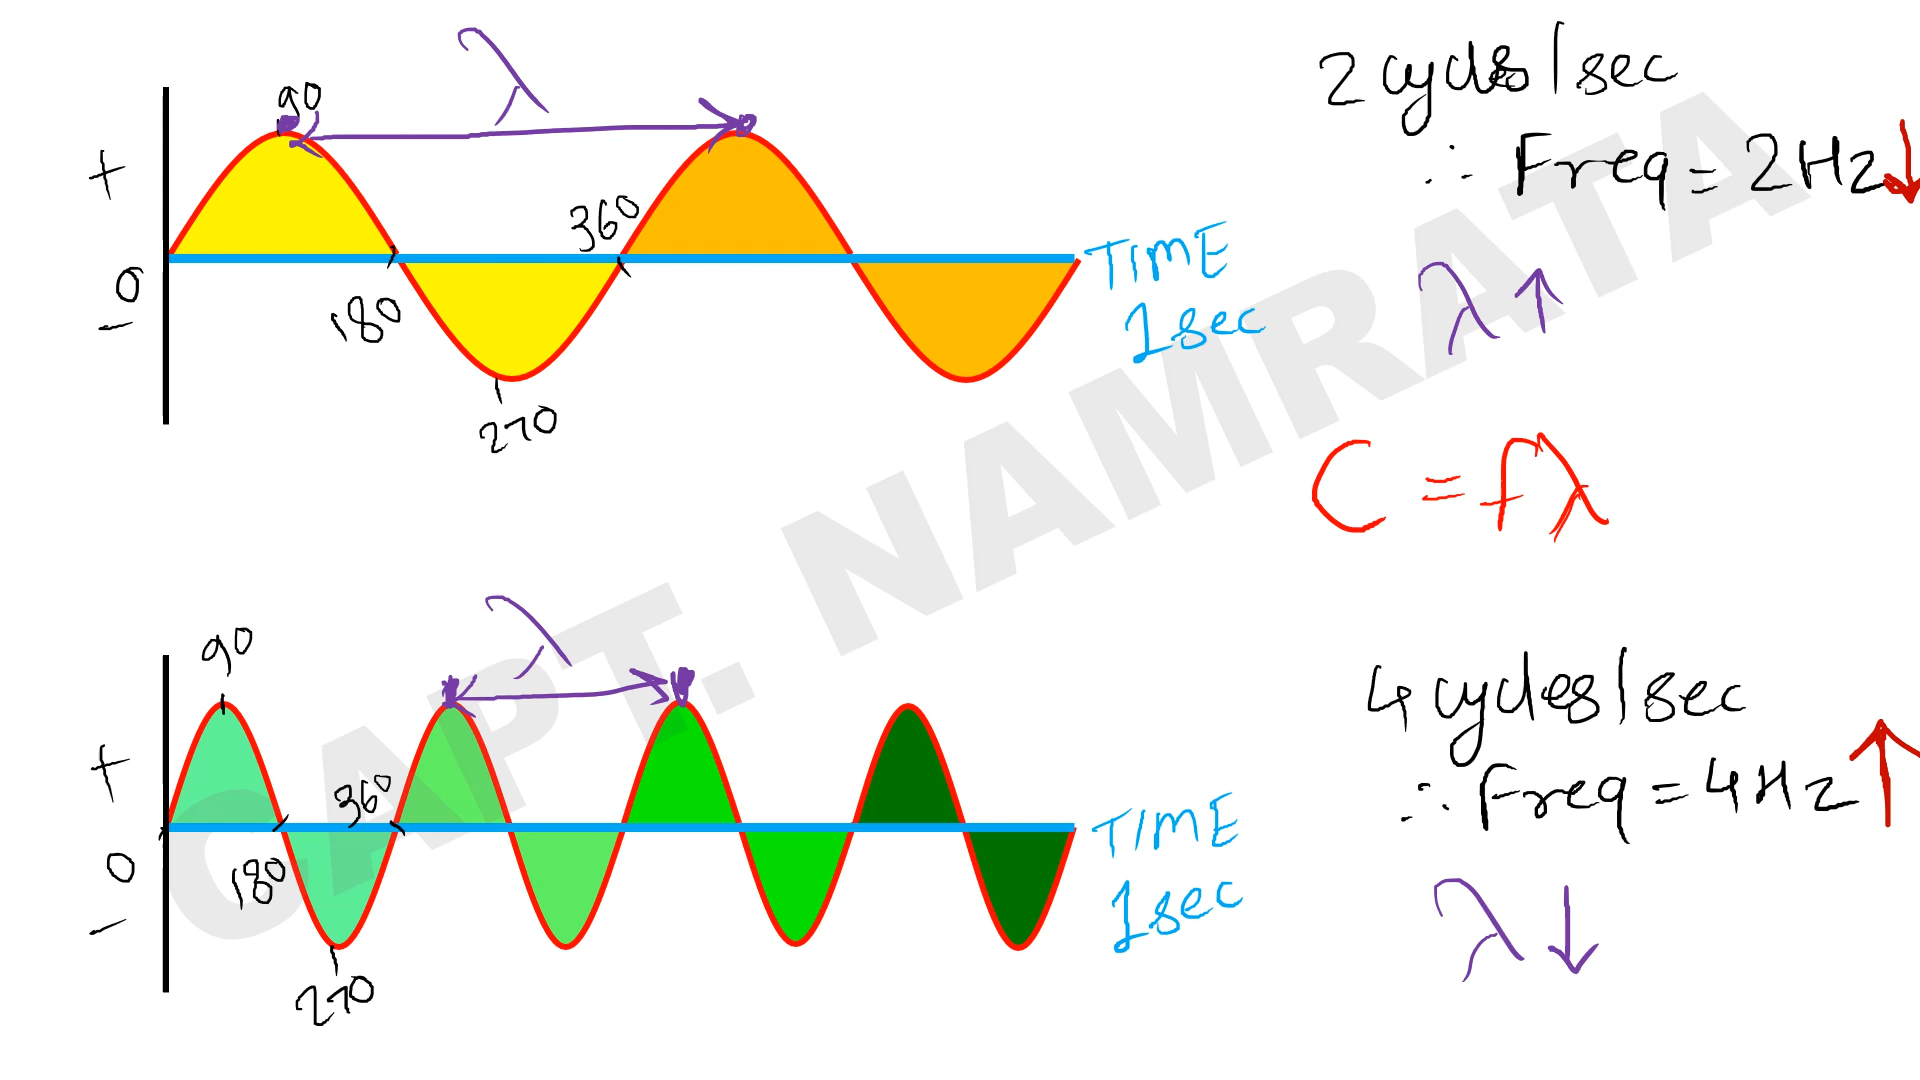 λ
90
+
0
-
180
360
270
TIME
1sec
2 cycles/sec
∴ Freq = 2Hz↓
λ ↑
C = fλ
λ
90
+
0
-
180
360
270
TIME
1sec
4 cycles/sec
∴ Freq = 4Hz ↑
λ ↓
CAPT. NAMRATA